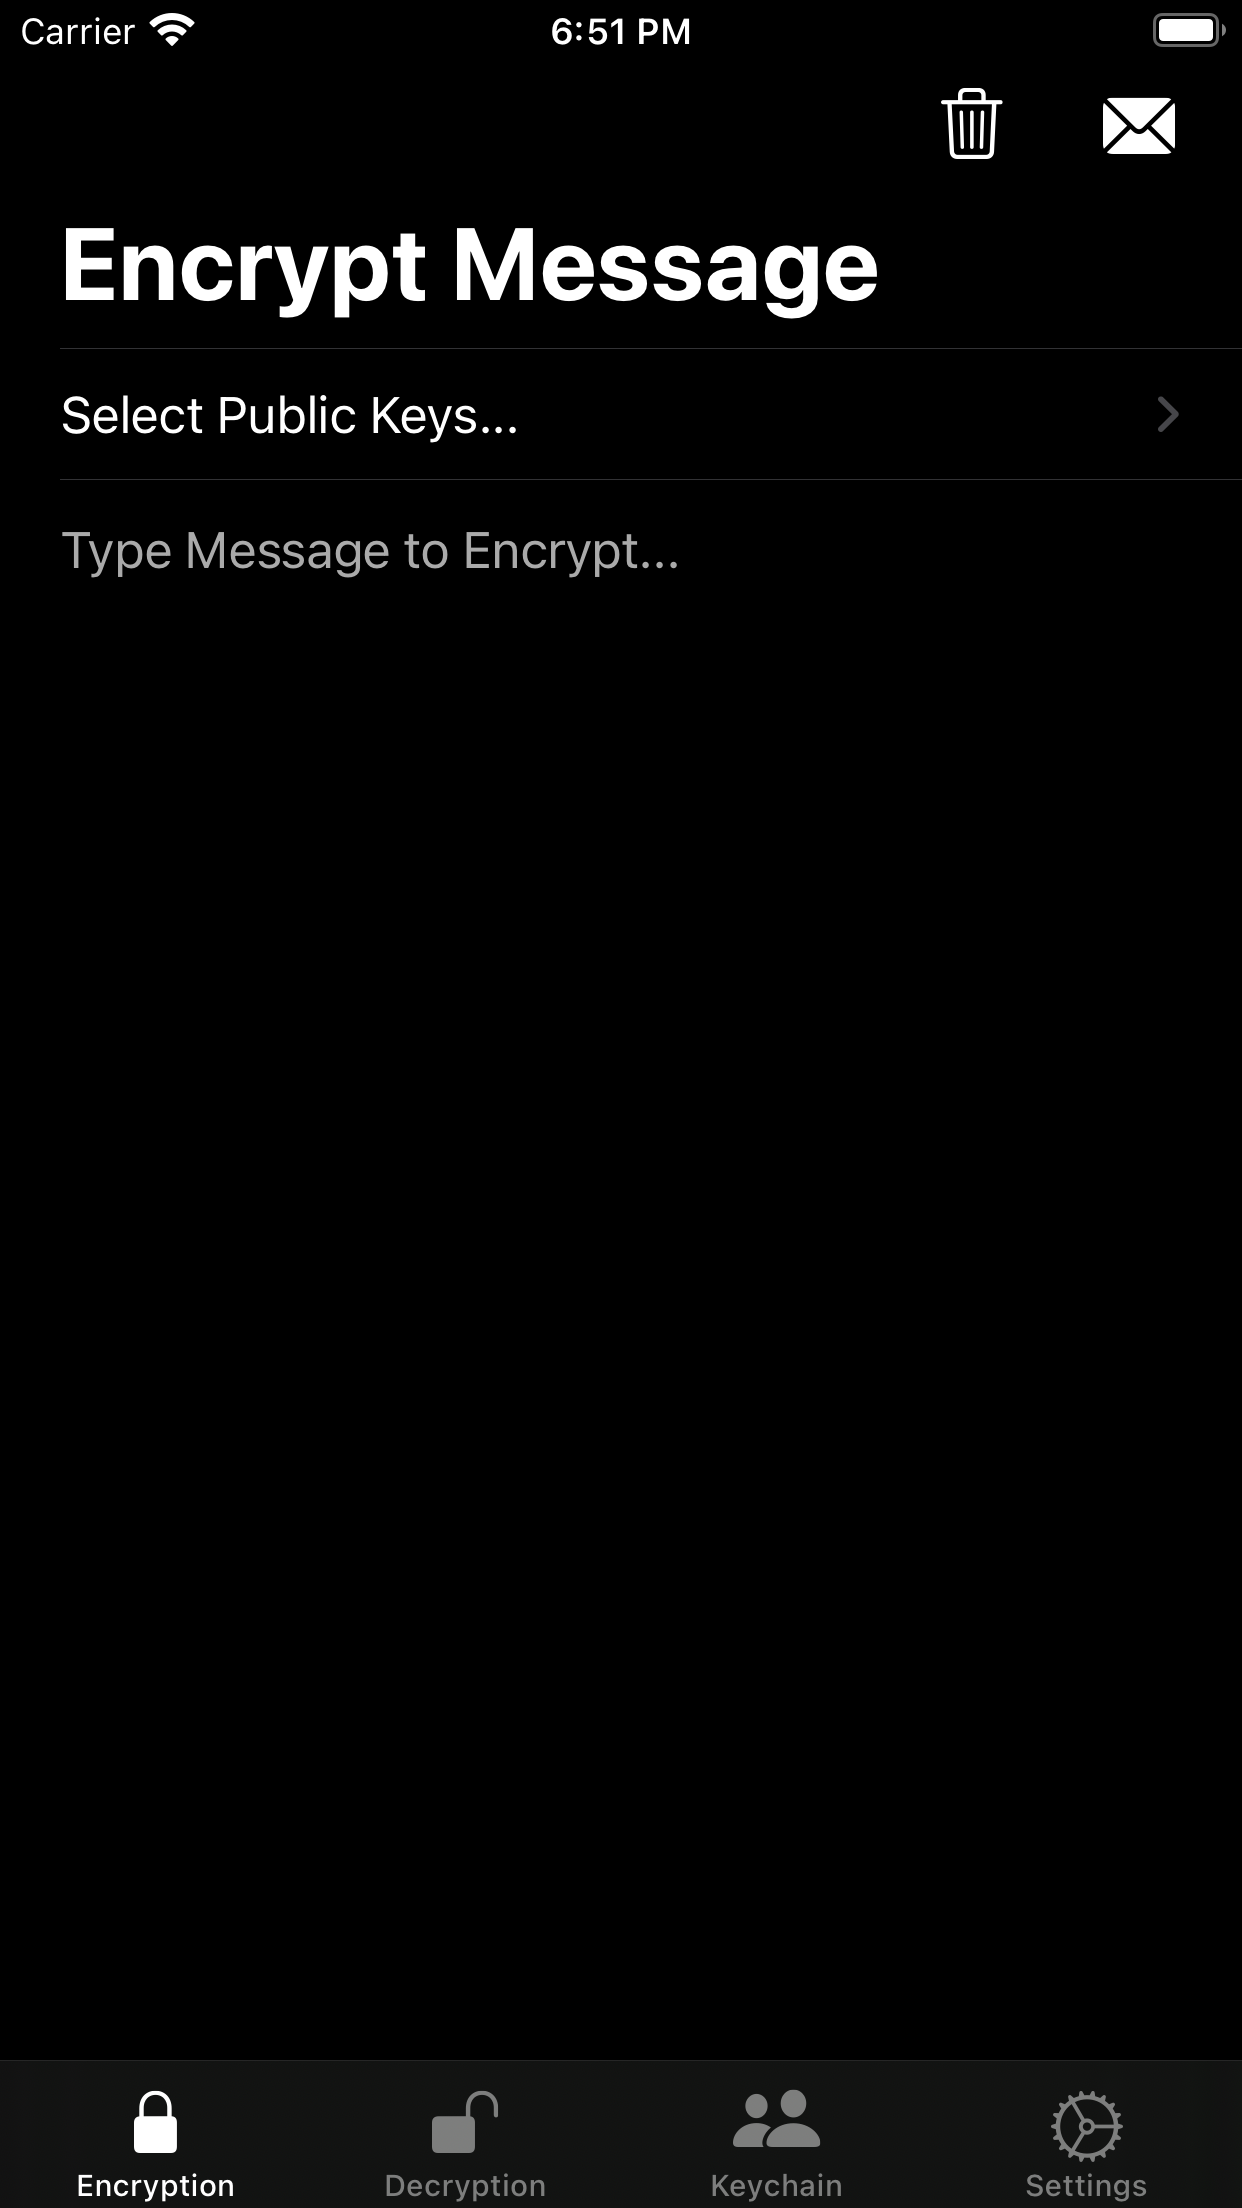 Carrier
6:51 PM
Encrypt Message
Select Public Keys...
Type Message to Encrypt...
Encryption
Decryption
Keychain
Settings